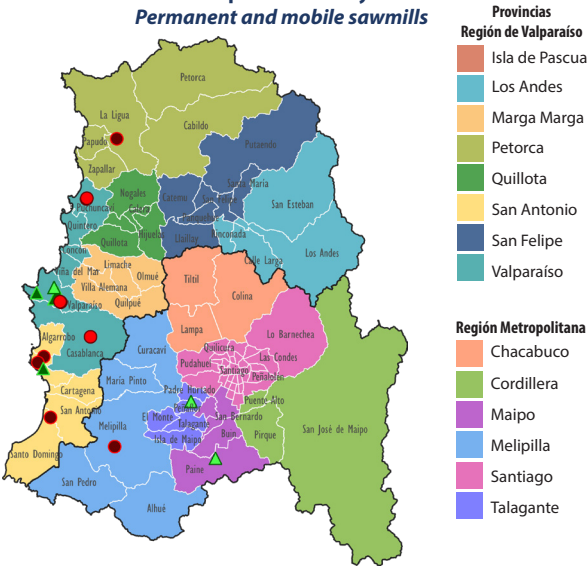 Permanent and mobile sawmills
Provincias
Región de Valparaíso
Isla de Pascua
Los Andes
Marga Marga
Petorca
Quillota
San Antonio
San Felipe
Valparaíso
Región Metropolitana
Chacabuco
Cordillera
Maipo
Melipilla
Santiago
Talagante
Petorca
La Ligua
Cabildo
Papudo
Putaendo
Zapallar
Santa María
Nogales
Catemu
San Felipe
San Esteban
Puchuncaví
Calera
Panquehue
Quintero
Hijuelas
Rinconada
Quillota
Llaillay
Calle Larga
Los Andes
Concón
Limache
Viña del Mar
Olmué
Tiltil
Villa Alemana
Colina
Valparaíso
Quilpué
Lampa
Lo Barnechea
Algarrobo
Casablanca
Curacaví
Quilicura
Las Condes
Pudahuel
Santiago
Peñalolén
María Pinto
Cartagena
Padre Hurtado
Puente Alto
San Antonio
Peñaflor
El Monte
San Bernardo
San José de Maipo
Melipilla
Talagante
Buin
Pirque
Isla de Maipo
Santo Domingo
Paine
San Pedro
Alhué